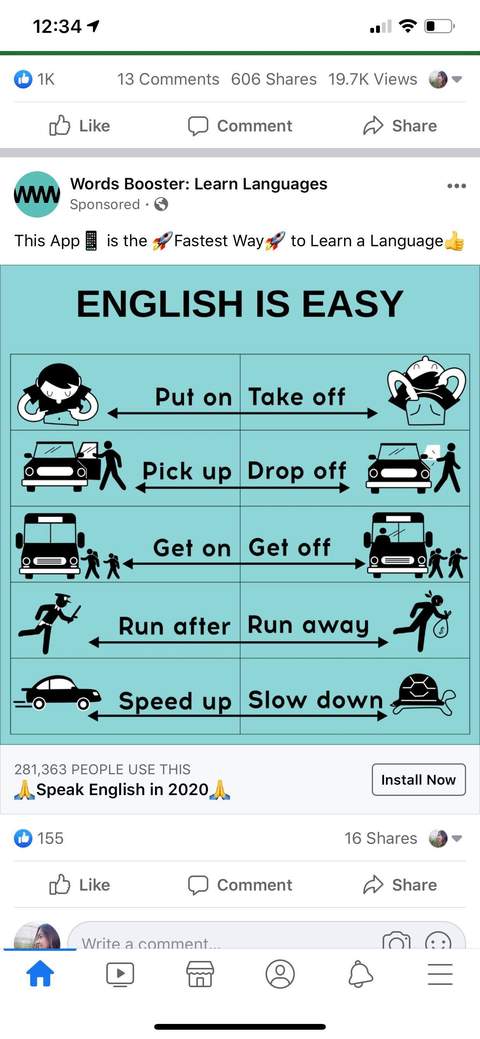 12:34
1K 13 Comments 606 Shares 19.7K Views
Like Comment Share
Words Booster: Learn Languages
Sponsored ·
This App📱 is the 🚀Fastest Way🚀 to Learn a Language👍
ENGLISH IS EASY
Put on Take off
Pick up Drop off
Get on Get off
Run after Run away
$
Speed up Slow down
281,363 PEOPLE USE THIS
🙏Speak English in 2020🙏
Install Now
155 16 Shares
Like Comment Share
Write a comment...